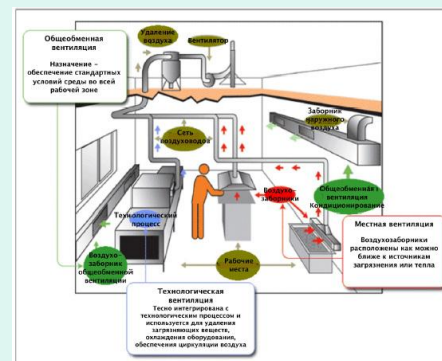 Общеобменная
вентиляция
Назначение –
обеспечение стандартных
условий среды во всей
рабочей зоне
Удаление
воздуха
Вентилятор
Заборник
наружного
воздуха
Сеть
воздуховодов
Воздухо-
заборники
Общеобменная
вентиляция
Кондиционирование
Технологический
процесс
Местная вентиляция
Воздухозаборники
расположены как можно
ближе к источникам
загрязнения или тепла
Воздухо-
заборник
общеобменной
вентиляции
Рабочие
места
Технологическая
вентиляция
Тесно интегрирована с
технологическим процессом и
используется для удаления
загрязняющих веществ,
охлаждения оборудования,
обеспечения циркуляции воздуха